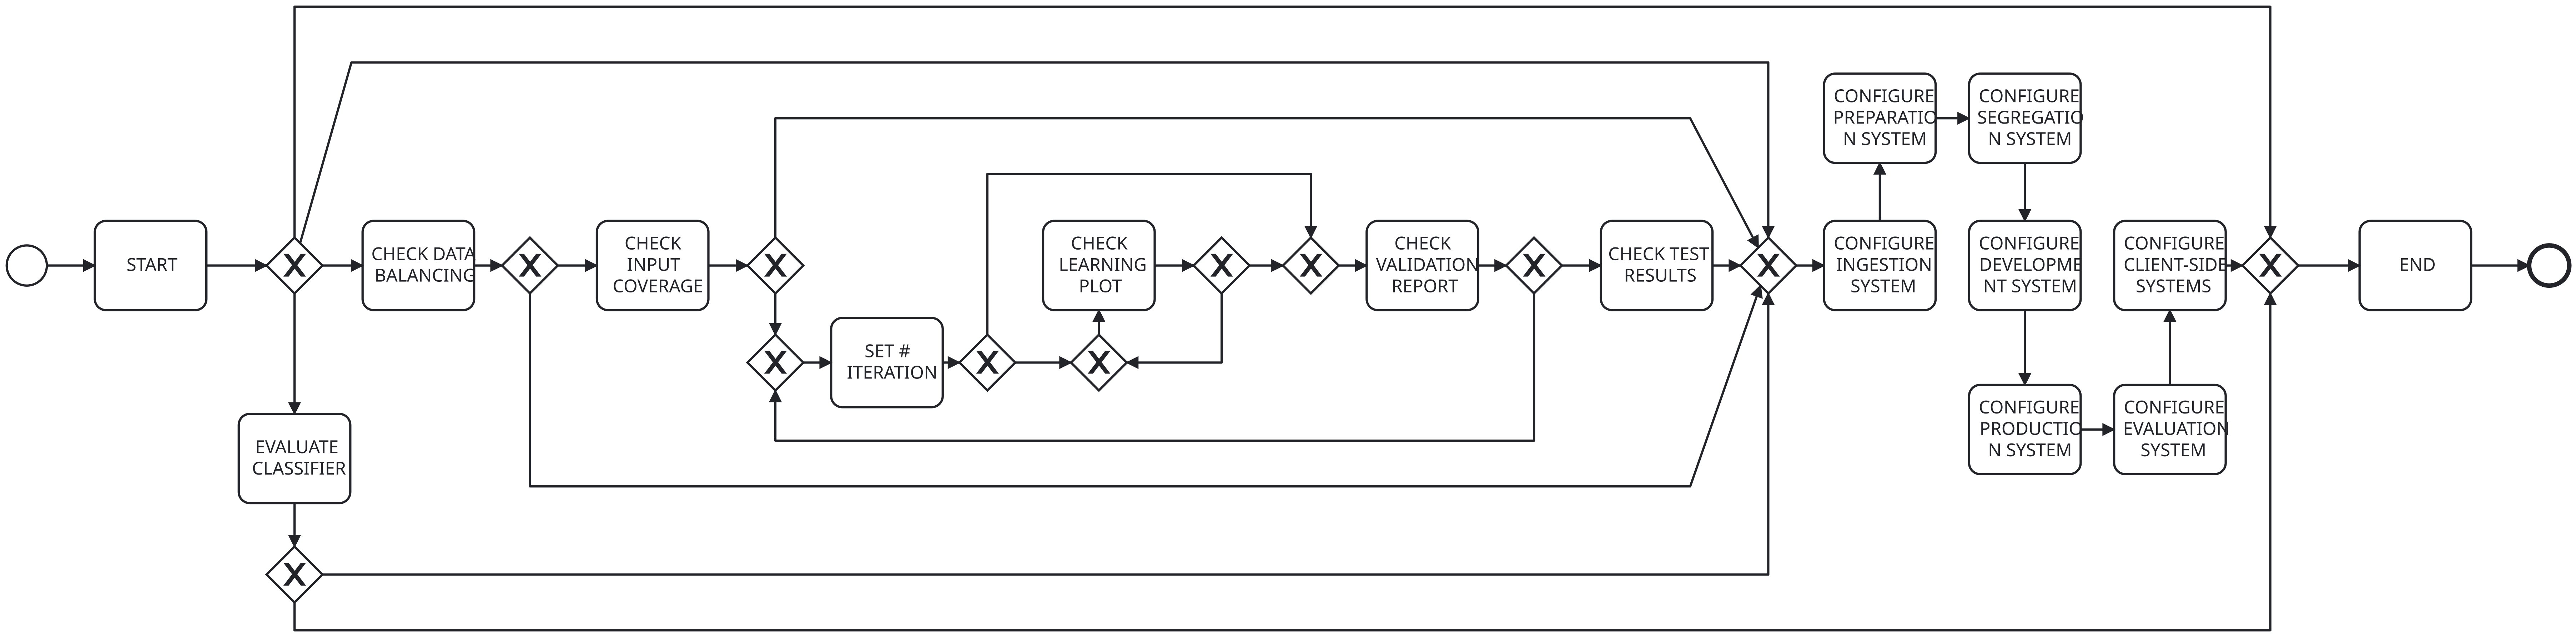 START
CHECK DATA
BALANCING
CHECK
INPUT
COVERAGE
SET #
ITERATION
CHECK
LEARNING
PLOT
CHECK
VALIDATION
REPORT
CHECK TEST
RESULTS
CONFIGURE
INGESTION
SYSTEM
CONFIGURE
PREPARATIO
N SYSTEM
CONFIGURE
SEGREGATIO
N SYSTEM
CONFIGURE
DEVELOPME
NT SYSTEM
CONFIGURE
PRODUCTIO
N SYSTEM
CONFIGURE
EVALUATION
SYSTEM
CONFIGURE
CLIENT-SIDE
SYSTEMS
END
EVALUATE
CLASSIFIER